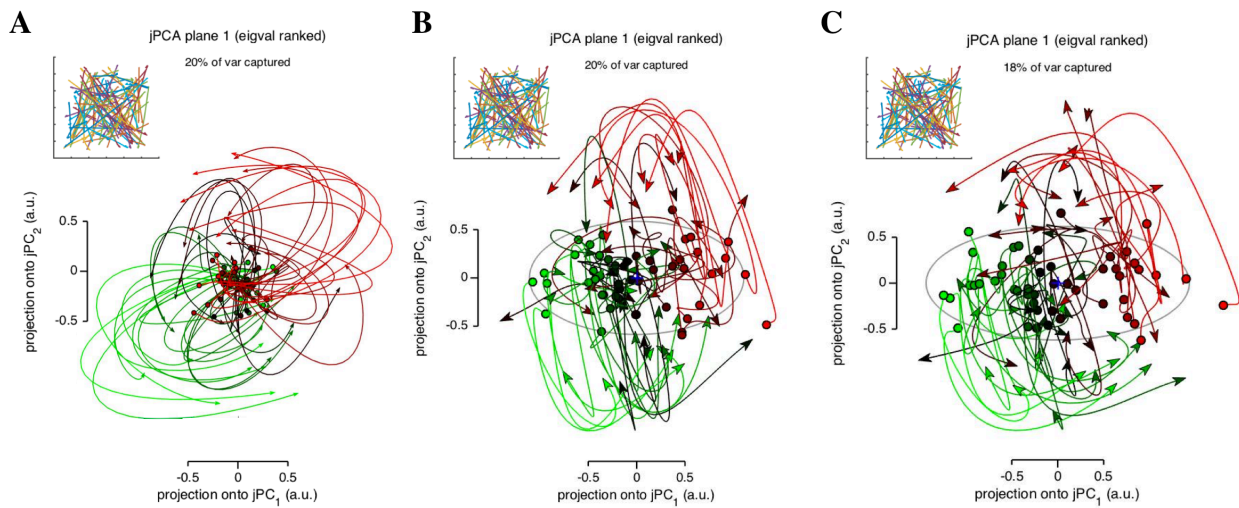 A
jPCA plane 1 (eigval ranked)
20% of var captured
projection onto jPC2 (a.u.)
0.5
0
-0.5
-0.5 0 0.5
projection onto jPC1 (a.u.)
B
jPCA plane 1 (eigval ranked)
20% of var captured
projection onto jPC2 (a.u.)
0.5
0
-0.5
-0.5 0 0.5
projection onto jPC1 (a.u.)
C
jPCA plane 1 (eigval ranked)
18% of var captured
projection onto jPC2 (a.u.)
0.5
0
-0.5
-0.5 0 0.5
projection onto jPC1 (a.u.)